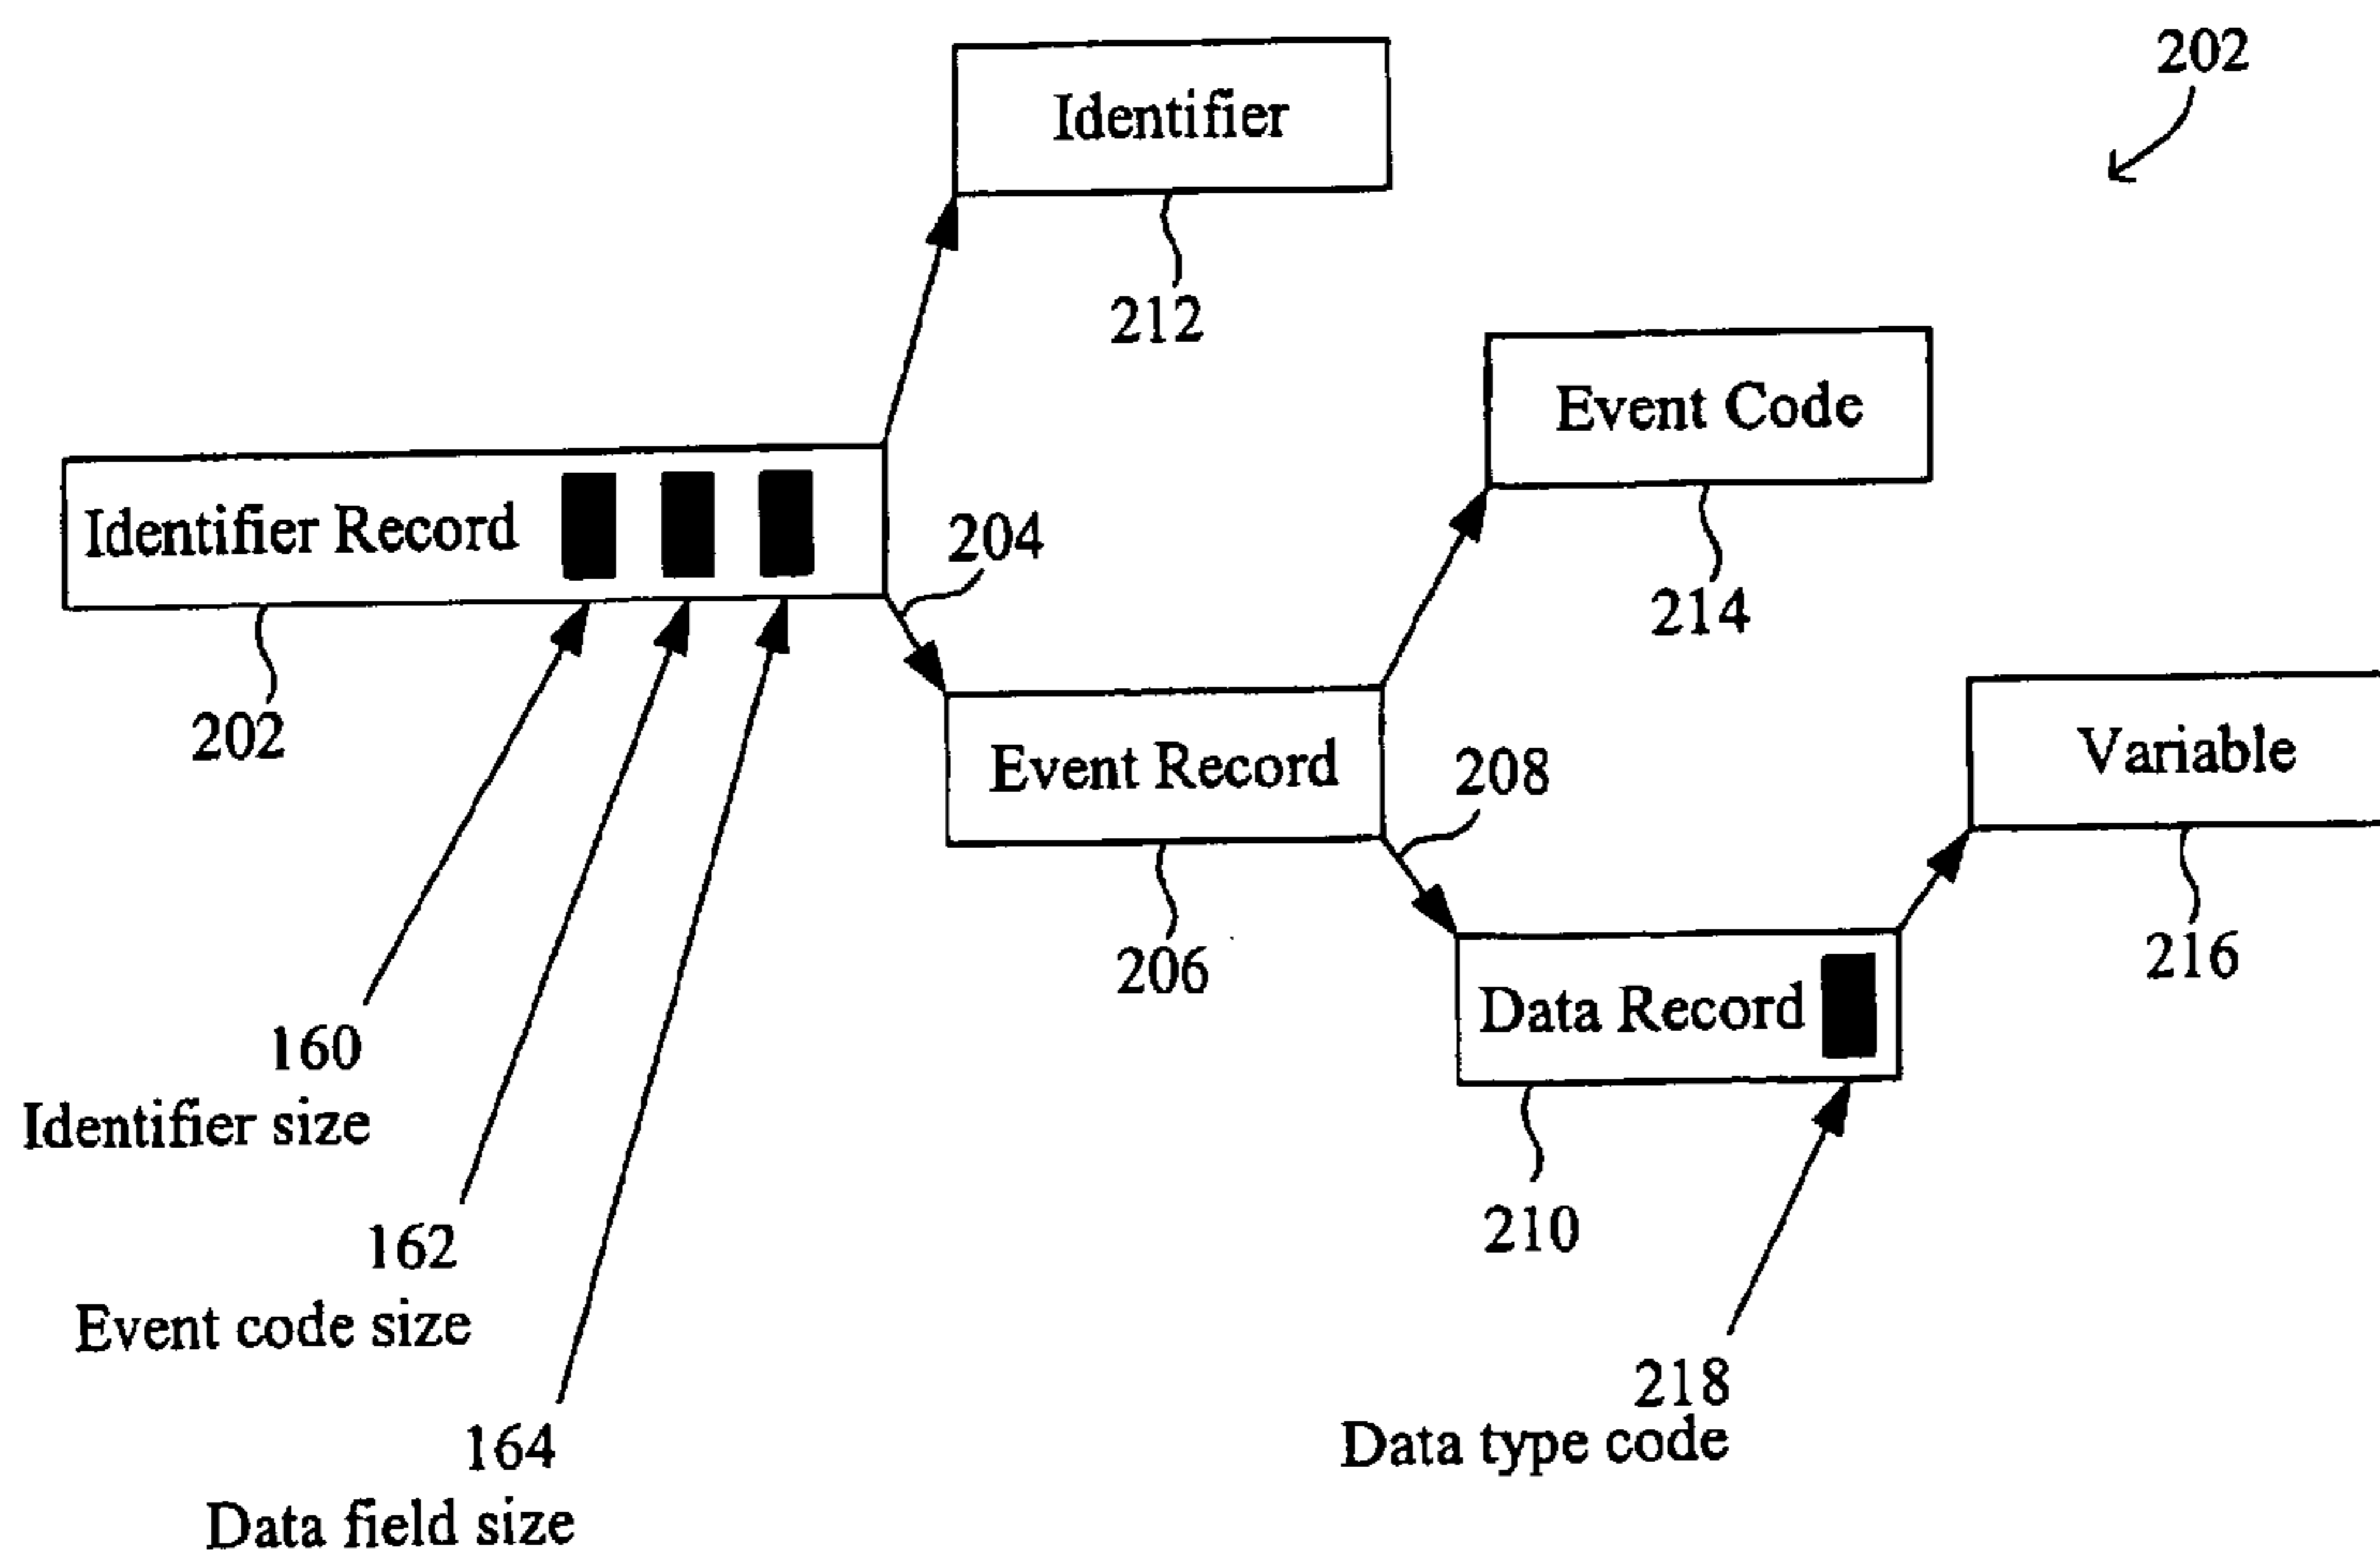 202
Identifier
212
Event Code
214
Identifier Record
204
202
Variable
216
Event Record
208
206
Data Record
210
160
Identifier size
162
Event code size
164
Data field size
218
Data type code